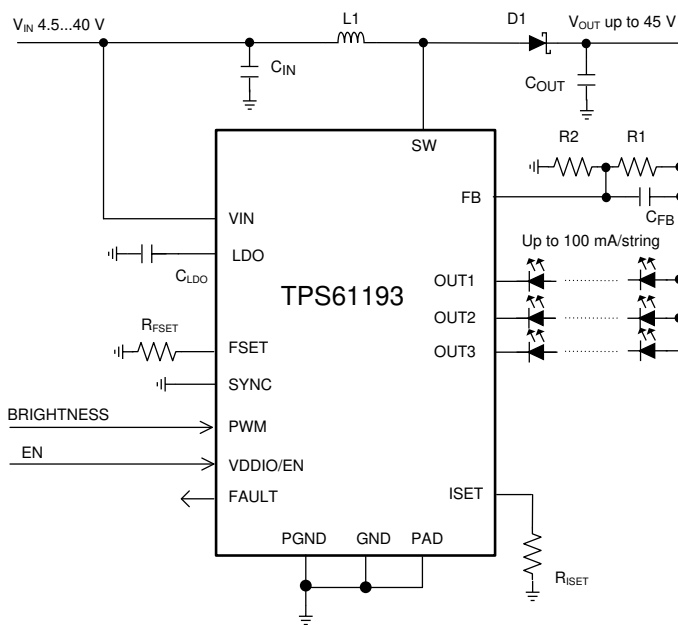 V_IN 4.5...40 V
L1
D1
V_OUT up to 45 V
C_IN
C_OUT
SW
R2
R1
FB
C_FB
VIN
Up to 100 mA/string
LDO
C_LDO
TPS61193
OUT1
OUT2
OUT3
R_FSET
FSET
SYNC
BRIGHTNESS
PWM
EN
VDDIO/EN
FAULT
ISET
PGND
GND
PAD
R_ISET